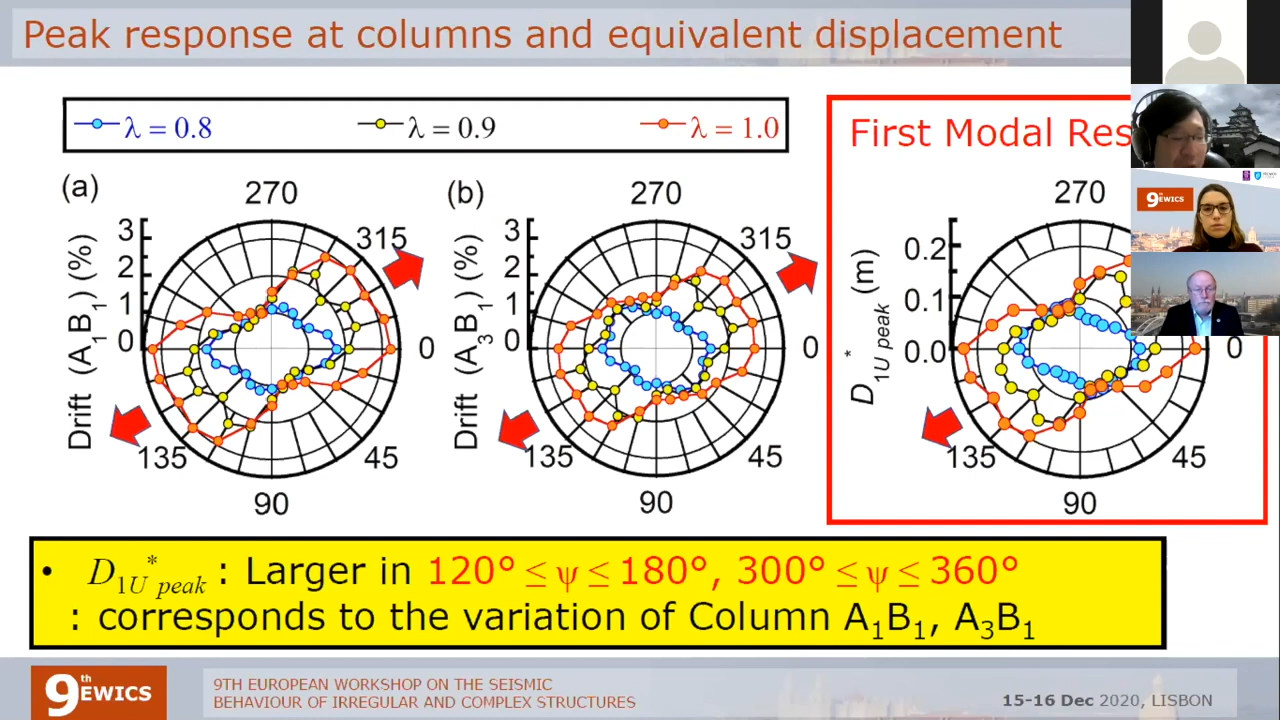 Peak response at columns and equivalent displacement
λ = 0.8
λ = 0.9
λ = 1.0
(a)
270
315
0
45
90
135
3
2
1
0
Drift (A1B1) (%)
(b)
270
315
0
45
90
135
3
2
1
0
Drift (A3B1) (%)
First Modal Res
270
0
45
90
135
0.2
0.1
0.0
D1U peak* (m)
• D1U peak* : Larger in 120° ≤ ψ ≤ 180°, 300° ≤ ψ ≤ 360°
: corresponds to the variation of Column A1B1, A3B1
9th EWICS
9th EWICS
9TH EUROPEAN WORKSHOP ON THE SEISMIC
BEHAVIOUR OF IRREGULAR AND COMPLEX STRUCTURES
15-16 Dec 2020, LISBON